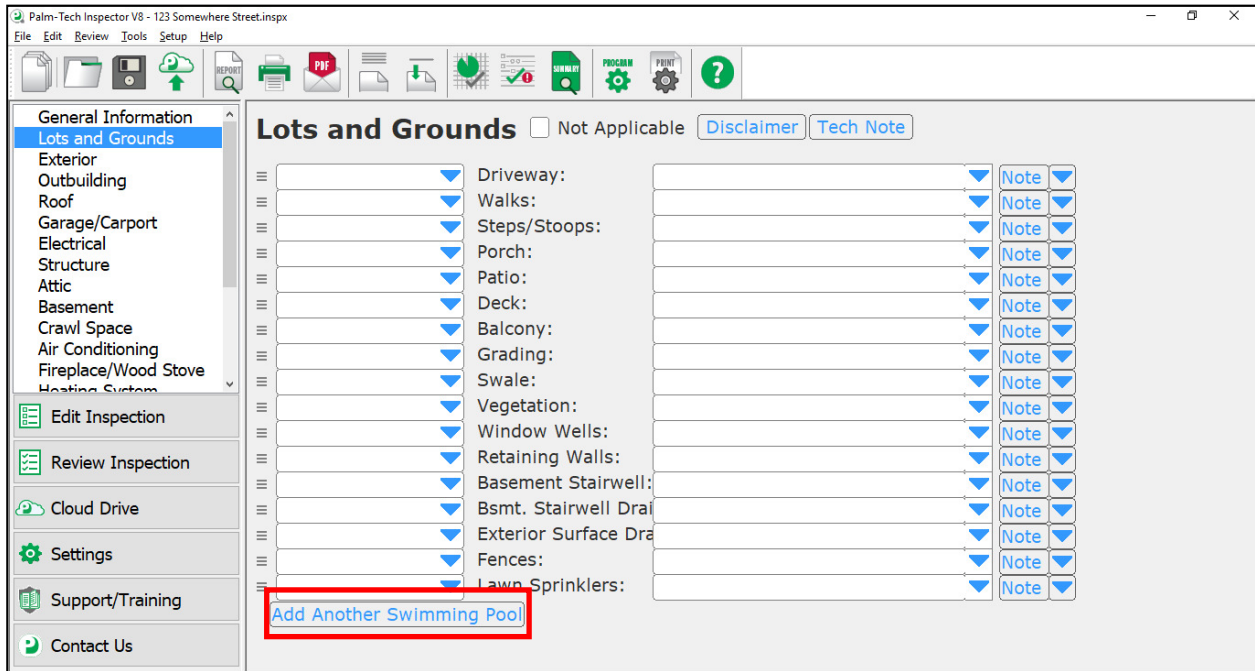 Palm-Tech Inspector V8 - 123 Somewhere Street.inspx
File Edit Review Tools Setup Help
REPORT PDF SUMMARY PROGRAM PRINT ?
General Information
Lots and Grounds
Exterior
Outbuilding
Roof
Garage/Carport
Electrical
Structure
Attic
Basement
Crawl Space
Air Conditioning
Fireplace/Wood Stove
Heating System
Edit Inspection
Review Inspection
Cloud Drive
Settings
Support/Training
Contact Us
Lots and Grounds Not Applicable Disclaimer Tech Note
Driveway: Note
Walks: Note
Steps/Stoops: Note
Porch: Note
Patio: Note
Deck: Note
Balcony: Note
Grading: Note
Swale: Note
Vegetation: Note
Window Wells: Note
Retaining Walls: Note
Basement Stairwell: Note
Bsmt. Stairwell Drai Note
Exterior Surface Dra Note
Fences: Note
Lawn Sprinklers: Note
Add Another Swimming Pool